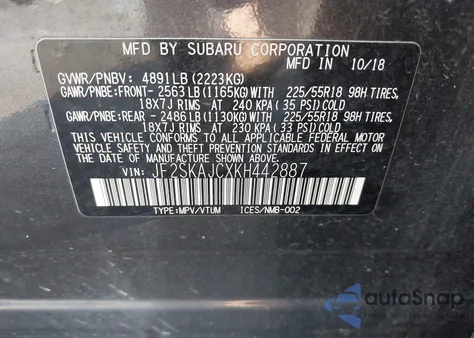 MFD BY SUBARU CORPORATION
MFD IN 10/18
GVWR/PNBV: 4891LB (2223KG)
GAWR/PNBE:FRONT- 2563LB (1165KG) WITH 225/55R18 98H TIRES,
18X7J RIMS AT 240 KPA (35 PSI)COLD
GAWR/PNBE:REAR - 2486LB (1130KG) WITH 225/55R18 98H TIRES,
18X7J RIMS AT 230 KPA (33 PSI)COLD
THIS VEHICLE CONFORMS TO ALL APPLICABLE FEDERAL MOTOR
VEHICLE SAFETY AND THEFT PREVENTION STANDARDS IN EFFECT
ON THE DATE OF MANUFACTURE SHOWN ABOVE.
VIN: JF2SKAJCXKH442887
TYPE:MPV/VTUM ICES/NMB-002
autoSnap